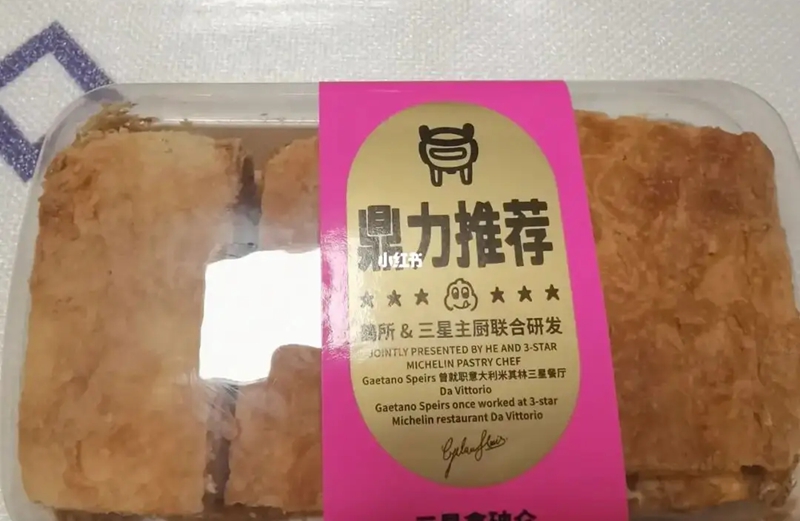 鼎力推荐
小红书
鹤所 & 三星主厨联合研发
JOINTLY PRESENTED BY HE AND 3-STAR
MICHELIN PASTRY CHEF
Gaetano Speirs 曾就职意大利米其林三星餐厅
Da Vittorio
Gaetano Speirs once worked at 3-star
Michelin restaurant Da Vittorio